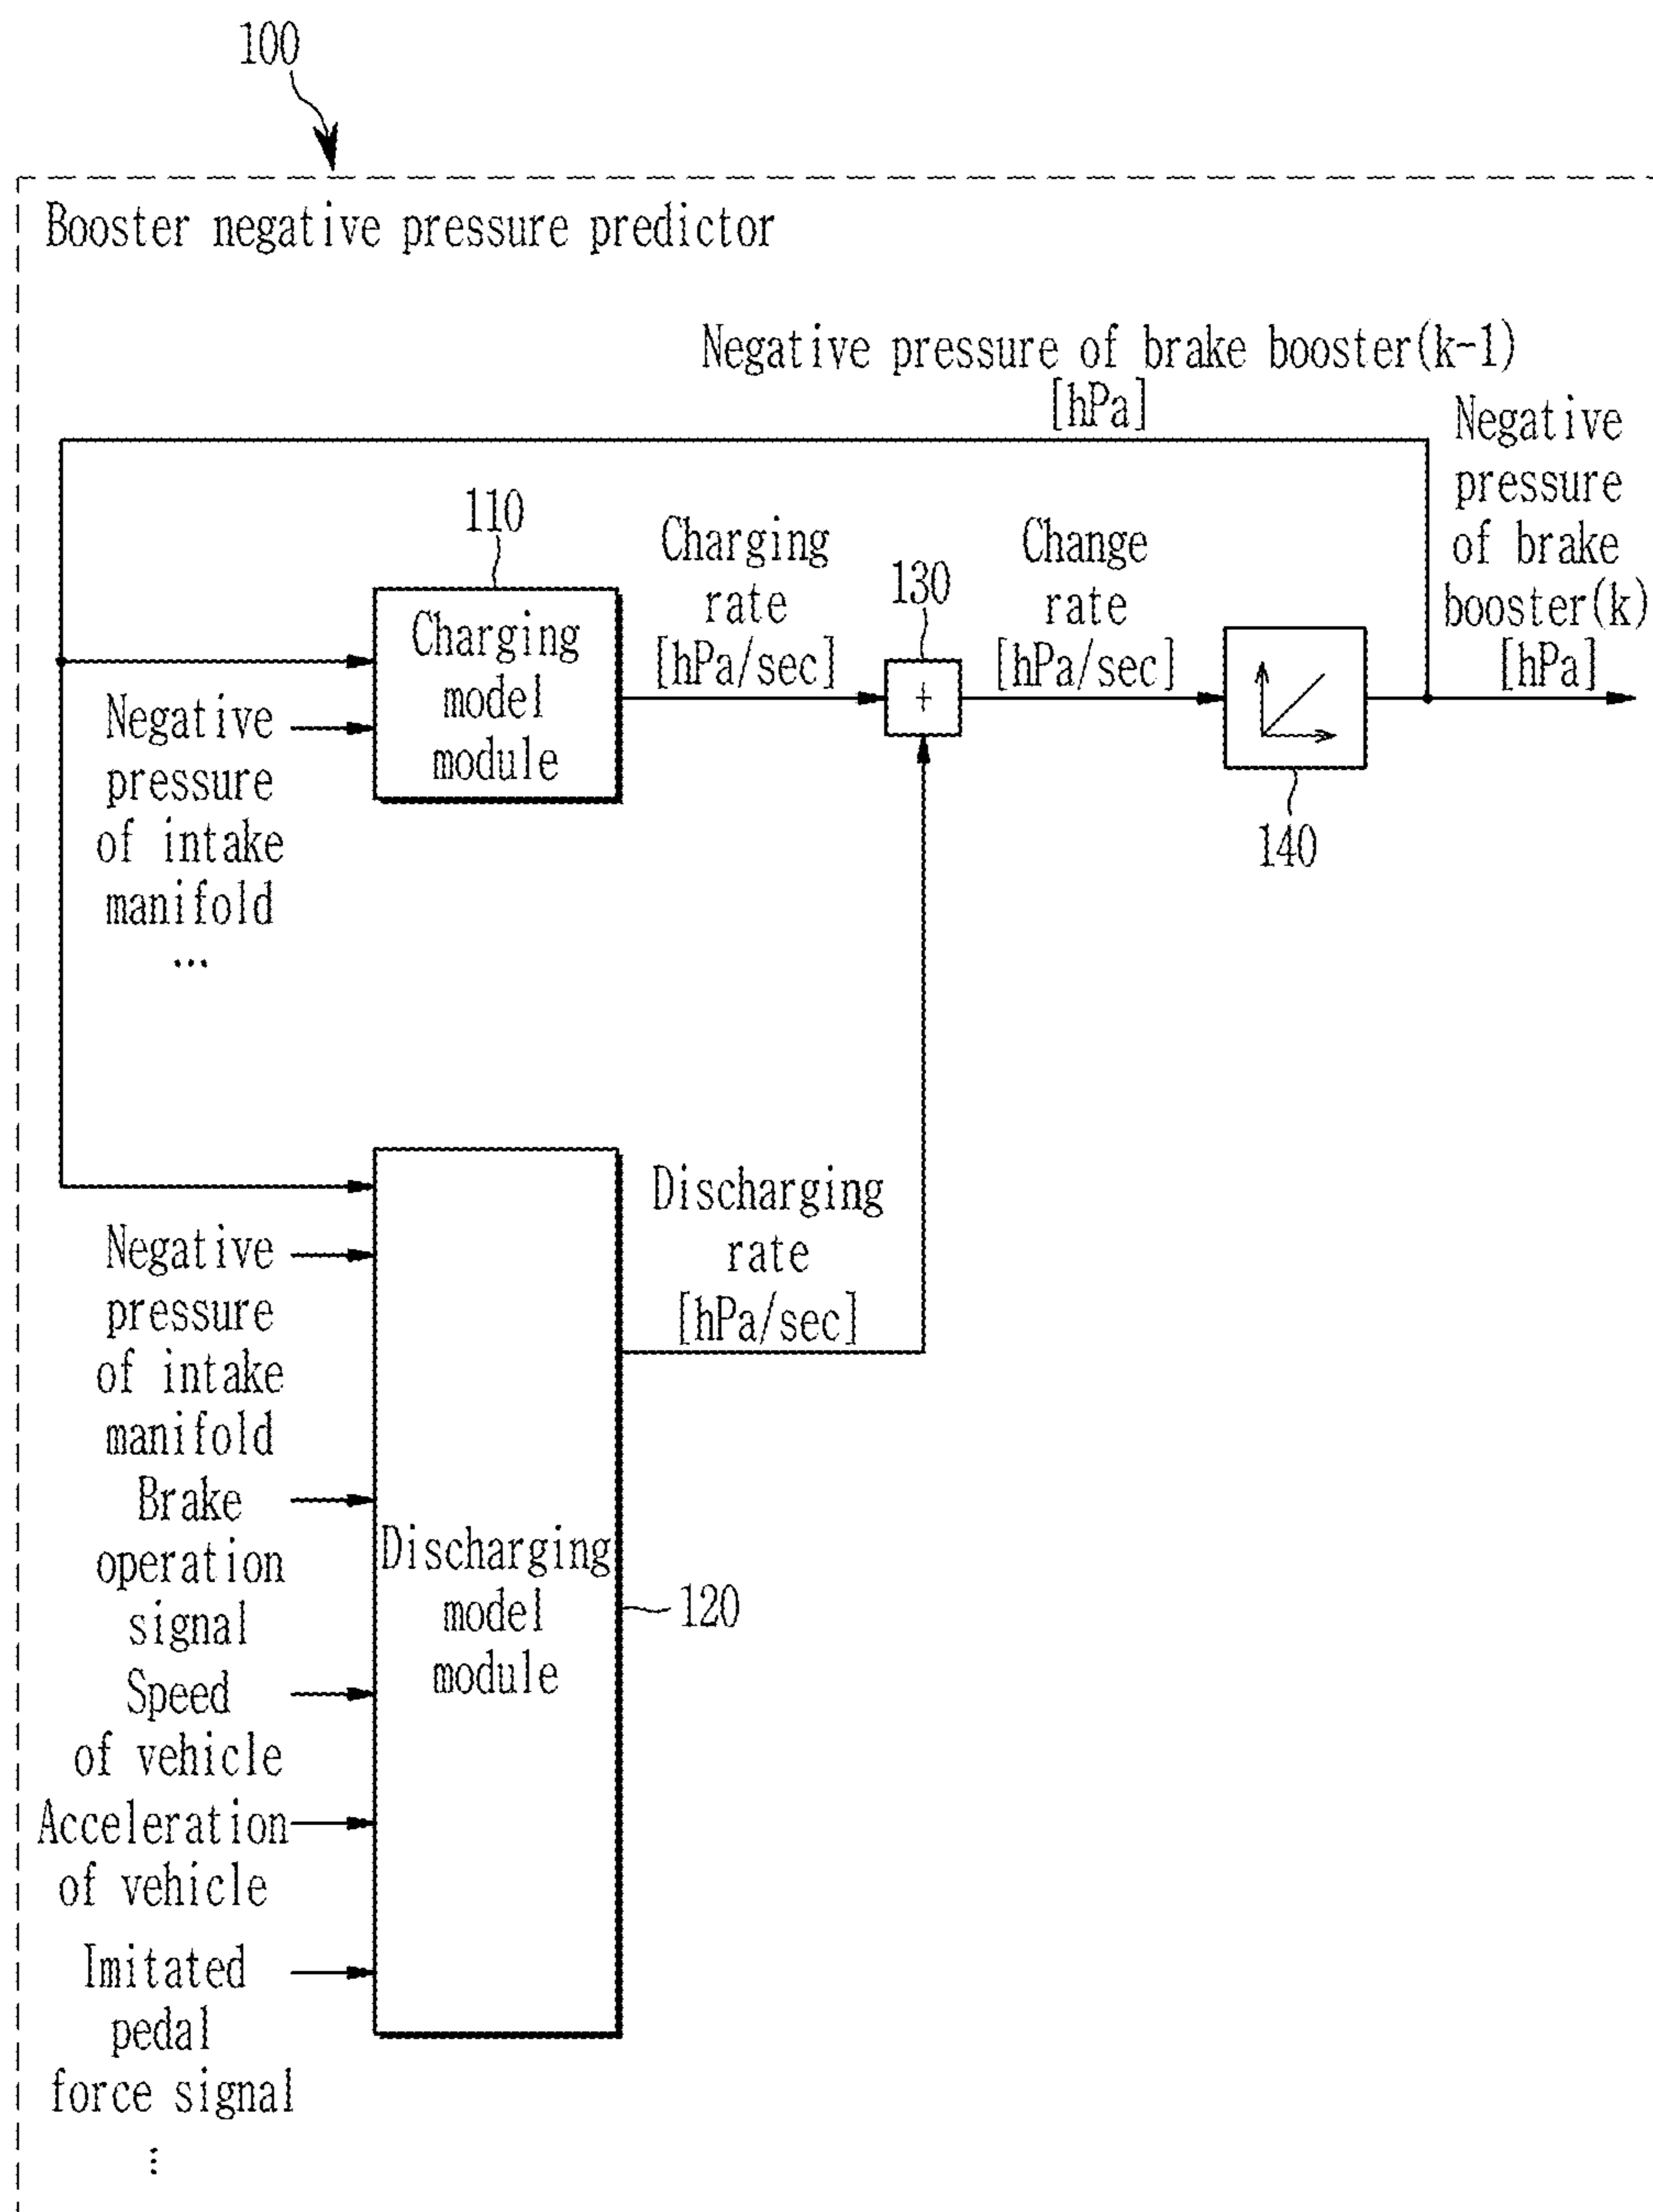 100
Booster negative pressure predictor
Negative pressure of brake booster(k-1)
[hPa]
Negative
pressure
of brake
booster(k)
[hPa]
110
Charging
model
module
Charging
rate
[hPa/sec]
130
+
Change
rate
[hPa/sec]
140
Negative
pressure
of intake
manifold
...
Discharging
rate
[hPa/sec]
Negative
pressure
of intake
manifold
Brake
operation
signal
Speed
of vehicle
Acceleration
of vehicle
Imitated
pedal
force signal
...
Discharging
model
module
120